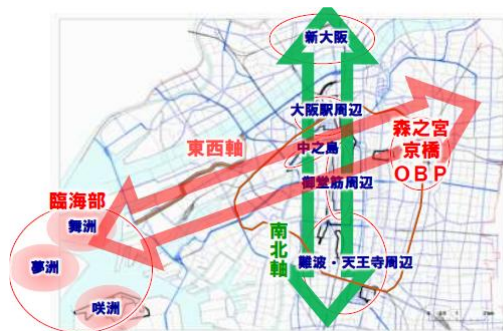 新大阪
大阪駅周辺
森之宮
京橋
OBP
中之島
東西軸
御堂筋周辺
臨海部
舞洲
南北軸
難波・天王寺周辺
夢洲
咲洲